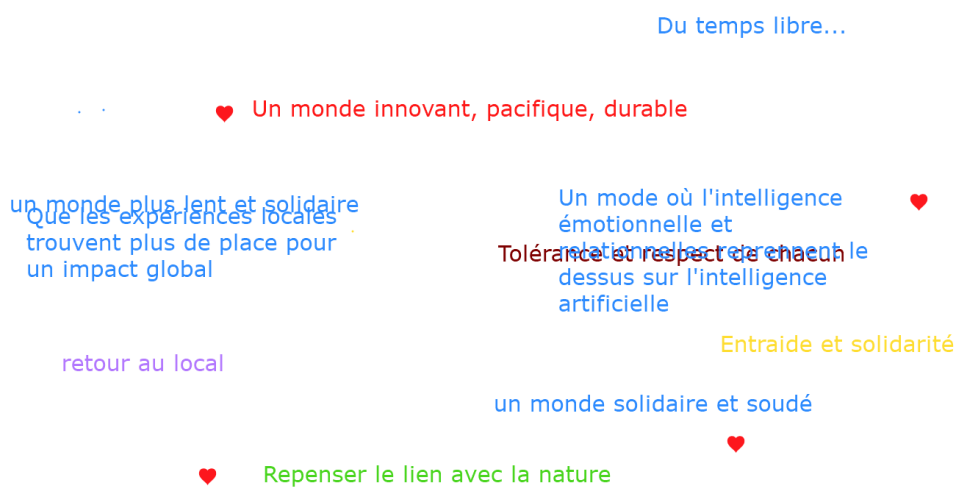 Du temps libre...
Un monde innovant, pacifique, durable
un monde plus lent et solidaire
Que les expériences locales
trouvent plus de place pour
un impact global
Un mode où l'intelligence
émotionnelle et
relationnelles reprennent le
dessus sur l'intelligence
artificielle
Tolérance et respect de chacun
Entraide et solidarité
retour au local
un monde solidaire et soudé
Repenser le lien avec la nature